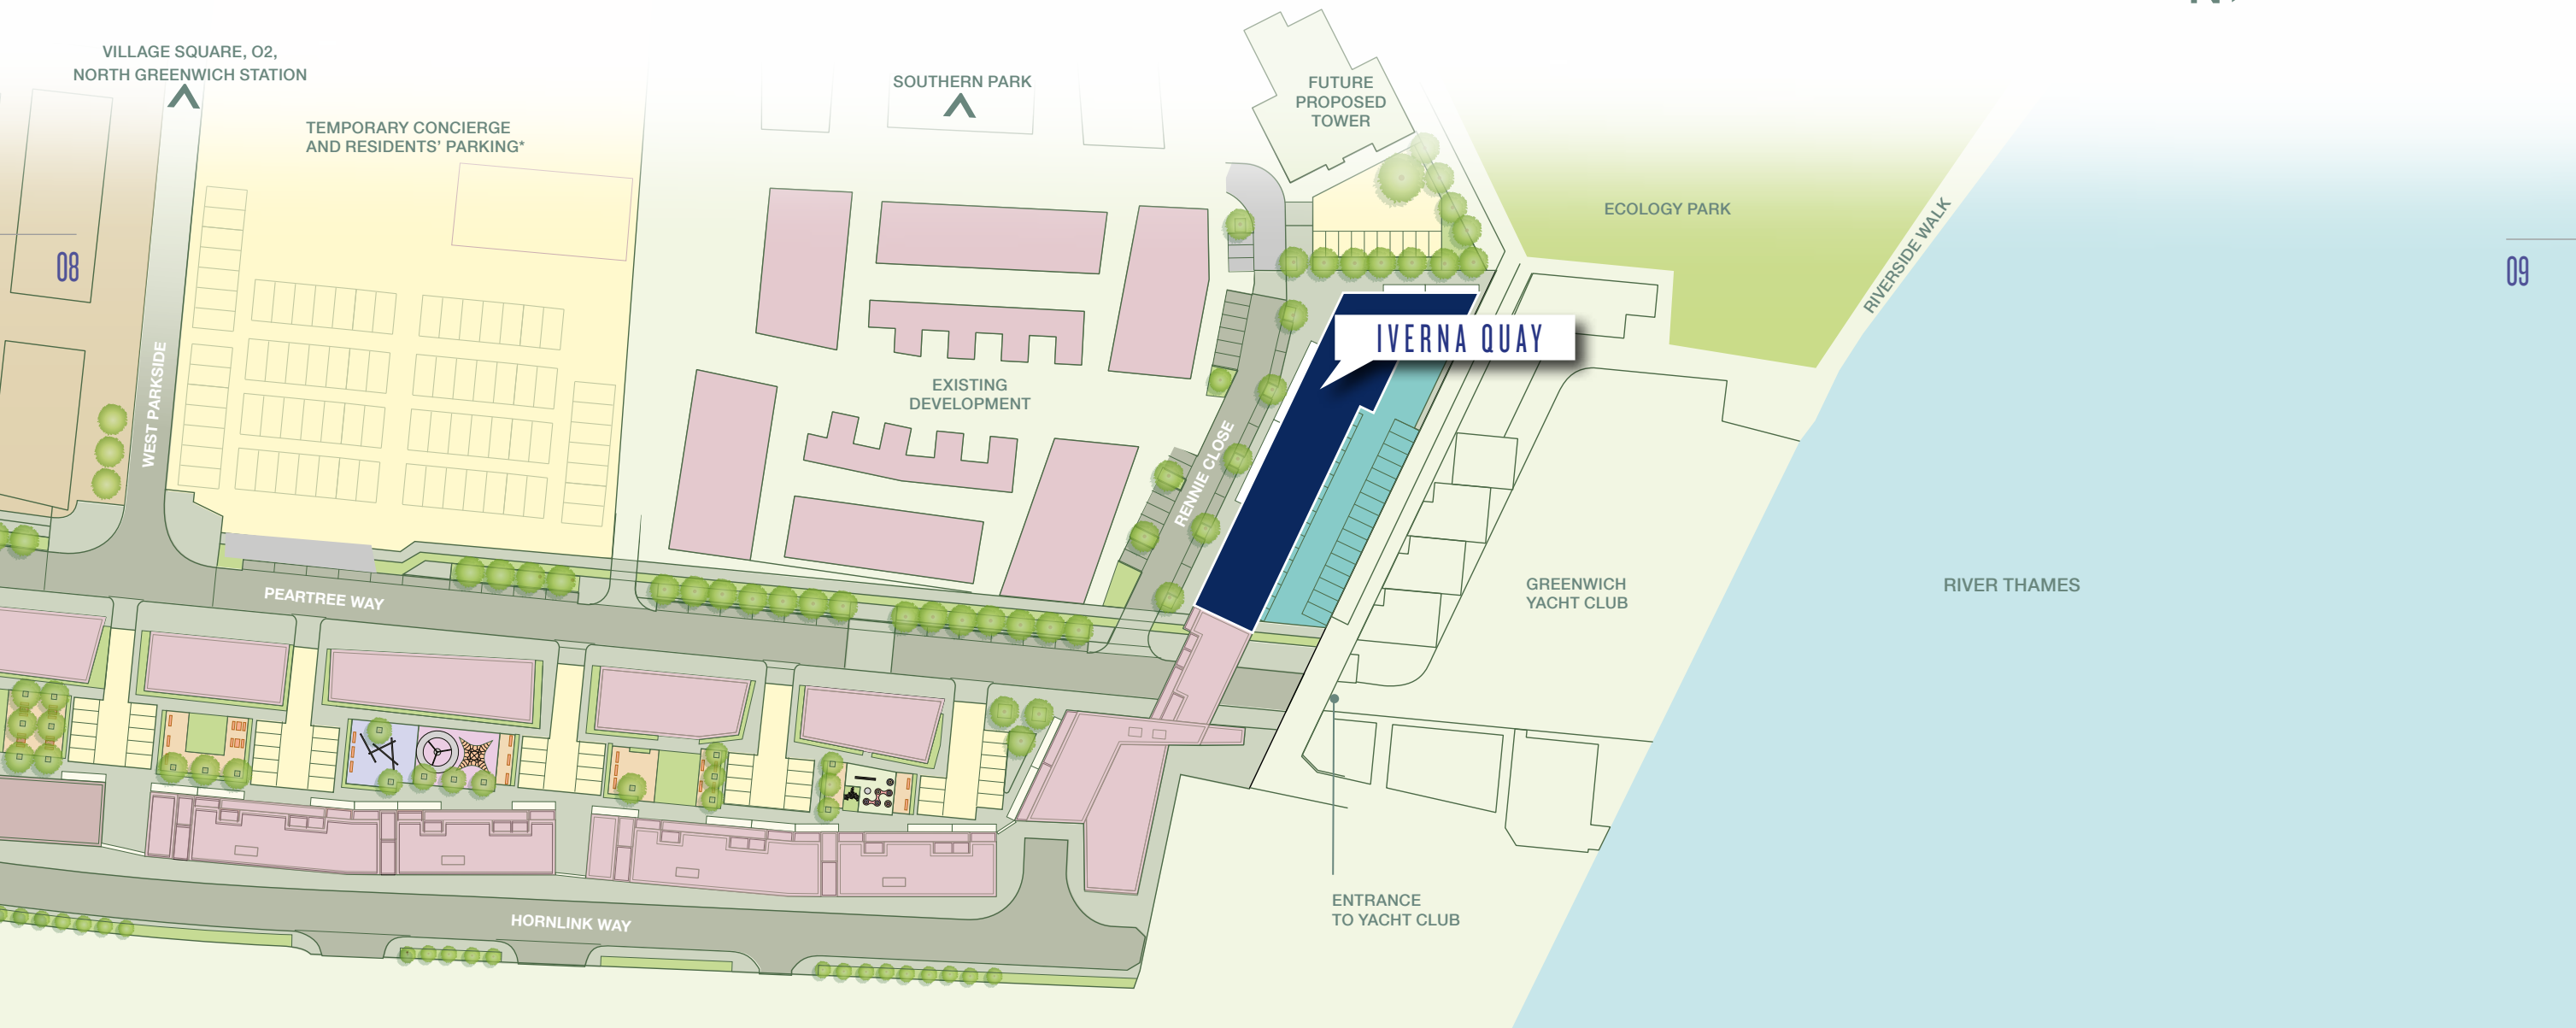 VILLAGE SQUARE, O2,
NORTH GREENWICH STATION
TEMPORARY CONCIERGE
AND RESIDENTS' PARKING*
SOUTHERN PARK
FUTURE
PROPOSED
TOWER
ECOLOGY PARK
RIVERSIDE WALK
08
09
WEST PARKSIDE
IVERNA QUAY
EXISTING
DEVELOPMENT
RENNIE CLOSE
PEARTREE WAY
GREENWICH
YACHT CLUB
RIVER THAMES
HORNLINK WAY
ENTRANCE
TO YACHT CLUB